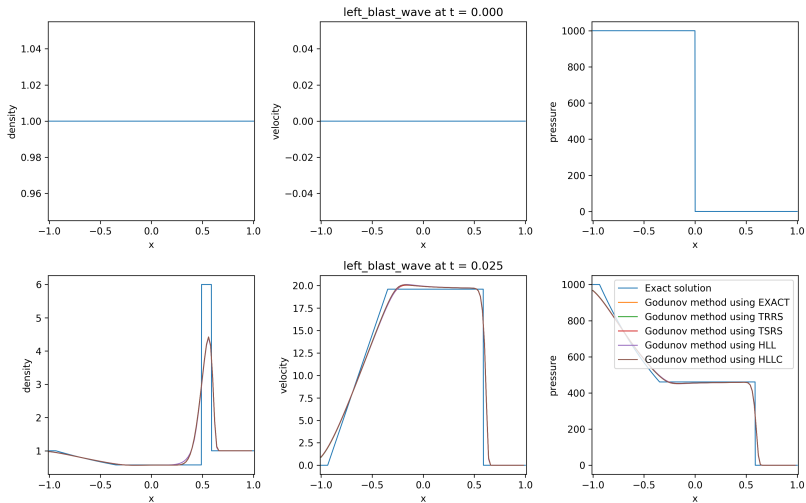 left_blast_wave at t = 0.000
1.04
1.02
1.00
0.98
0.96
density
−1.0 −0.5 0.0 0.5 1.0
x
0.04
0.02
0.00
−0.02
−0.04
velocity
−1.0 −0.5 0.0 0.5 1.0
x
1000
800
600
400
200
0
pressure
−1.0 −0.5 0.0 0.5 1.0
x
left_blast_wave at t = 0.025
6
5
4
3
2
1
density
−1.0 −0.5 0.0 0.5 1.0
x
20.0
17.5
15.0
12.5
10.0
7.5
5.0
2.5
0.0
velocity
−1.0 −0.5 0.0 0.5 1.0
x
1000
800
600
400
200
0
pressure
Exact solution
Godunov method using EXACT
Godunov method using TRRS
Godunov method using TSRS
Godunov method using HLL
Godunov method using HLLC
−1.0 −0.5 0.0 0.5 1.0
x